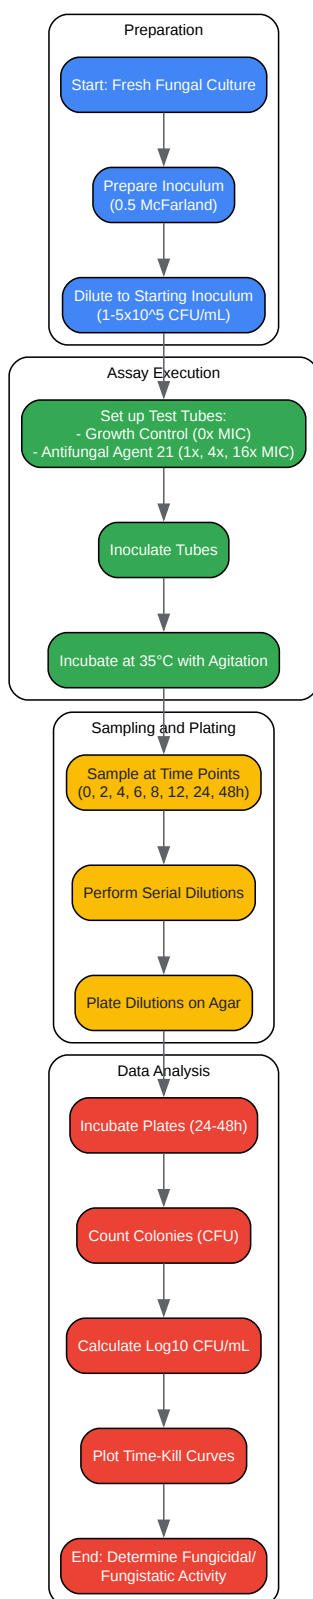 Preparation
Start: Fresh Fungal Culture
Prepare Inoculum
(0.5 McFarland)
Dilute to Starting Inoculum
(1-5x10^5 CFU/mL)
Assay Execution
Set up Test Tubes:
- Growth Control (0x MIC)
- Antifungal Agent 21 (1x, 4x, 16x MIC)
Inoculate Tubes
Incubate at 35°C with Agitation
Sampling and Plating
Sample at Time Points
(0, 2, 4, 6, 8, 12, 24, 48h)
Perform Serial Dilutions
Plate Dilutions on Agar
Data Analysis
Incubate Plates (24-48h)
Count Colonies (CFU)
Calculate Log10 CFU/mL
Plot Time-Kill Curves
End: Determine Fungicidal/
Fungistatic Activity